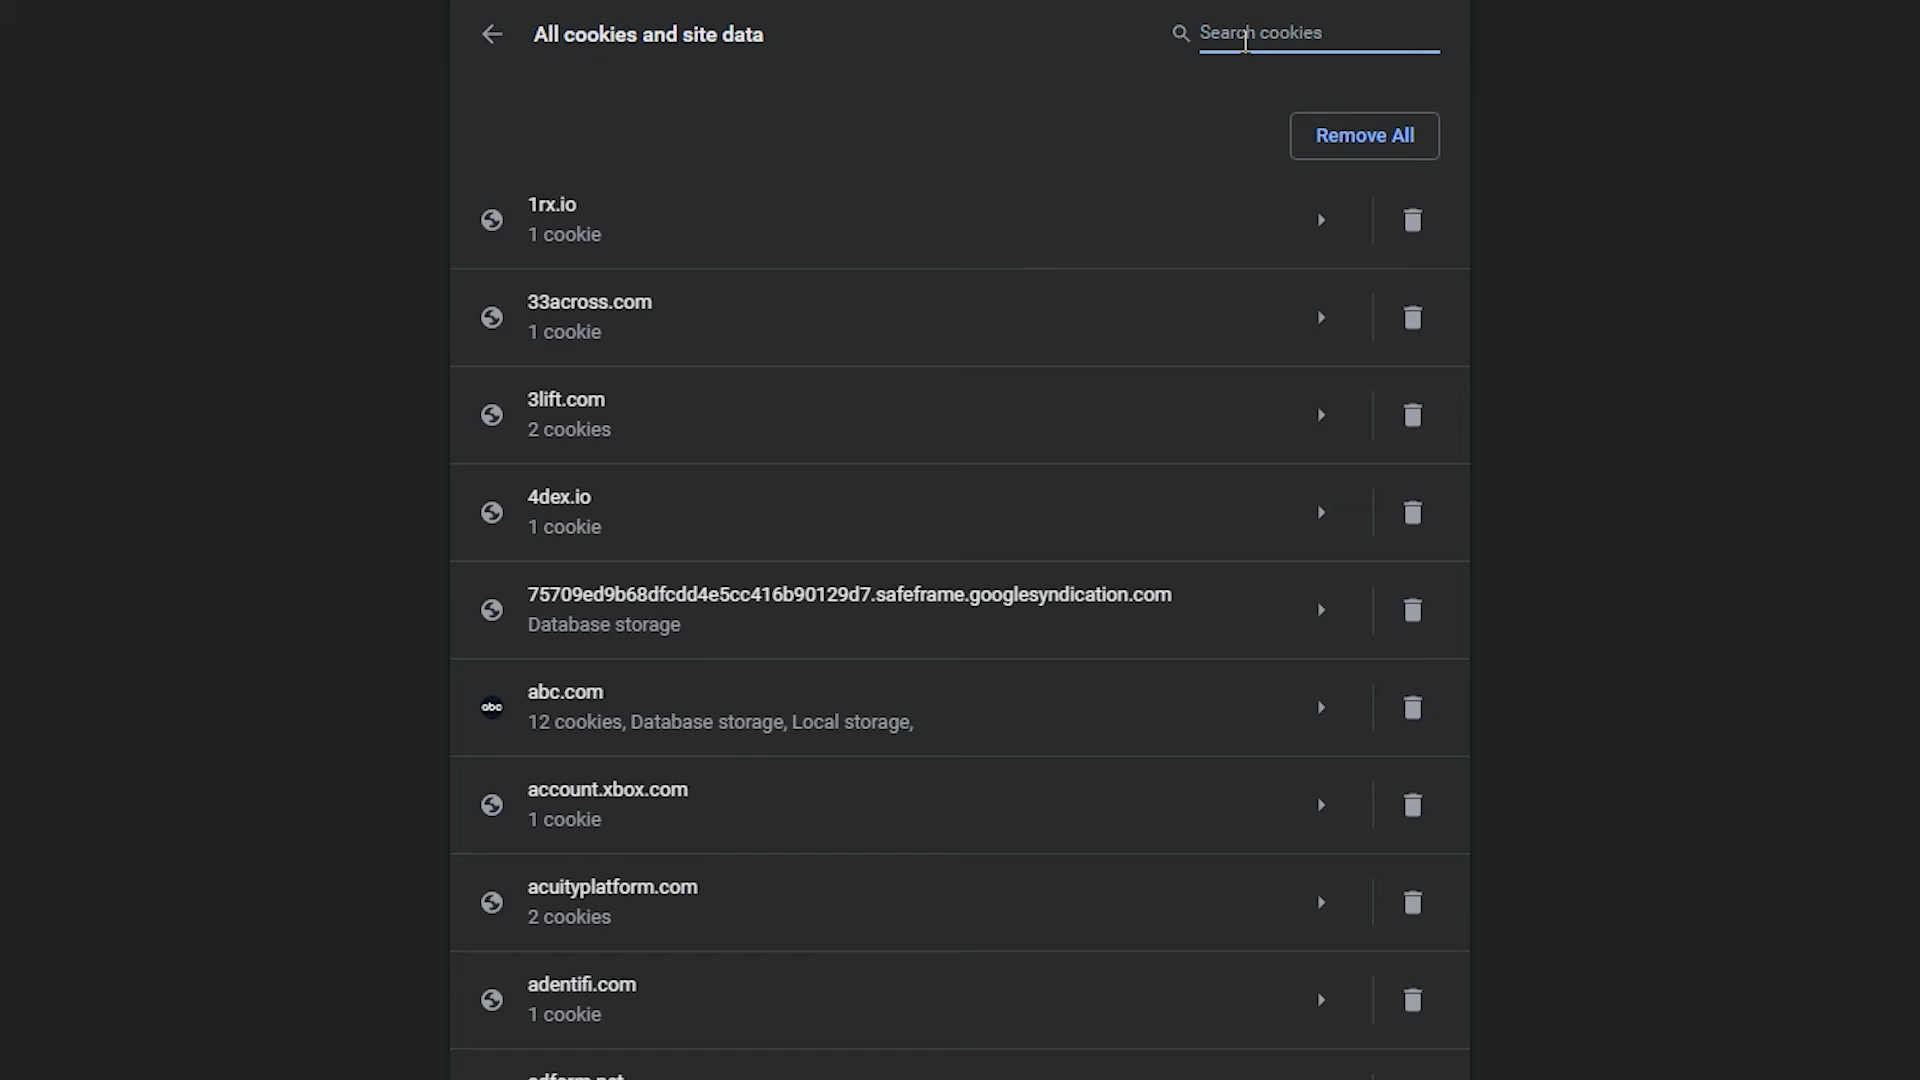 All cookies and site data
Search cookies
Remove All
1rx.io
1 cookie
33across.com
1 cookie
3lift.com
2 cookies
4dex.io
1 cookie
75709ed9b68dfcdd4e5cc416b90129d7.safeframe.googlesyndication.com
Database storage
abc
abc.com
12 cookies, Database storage, Local storage,
account.xbox.com
1 cookie
acuityplatform.com
2 cookies
adentifi.com
1 cookie